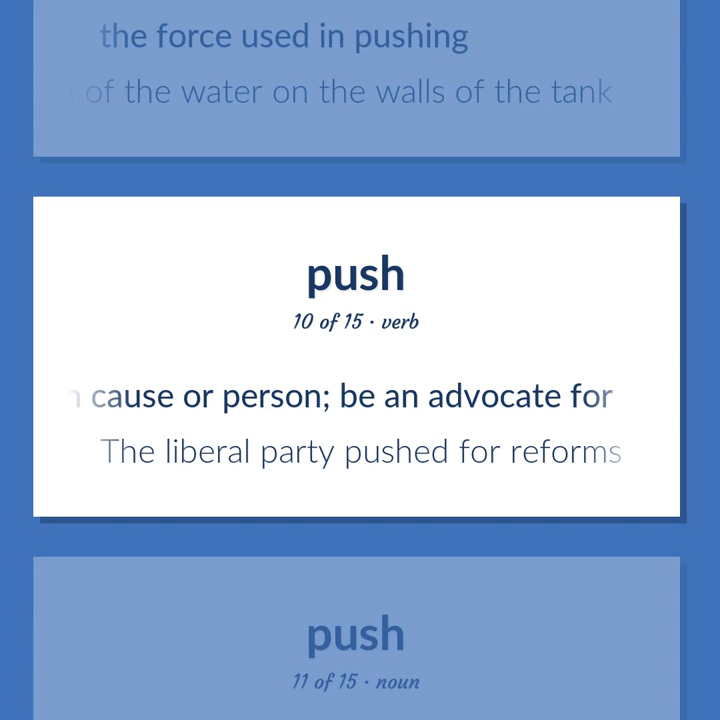 the force used in pushing
of the water on the walls of the tank
push
10 of 15 · verb
cause or person; be an advocate for
The liberal party pushed for reforms
push
11 of 15 · noun